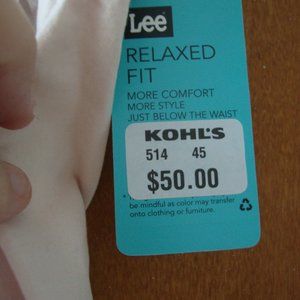 Lee
RELAXED
FIT
MORE COMFORT
MORE STYLE
JUST BELOW THE WAIST
KOHL'S
514 45
$50.00
be mindful as color may transfer
onto clothing or furniture.